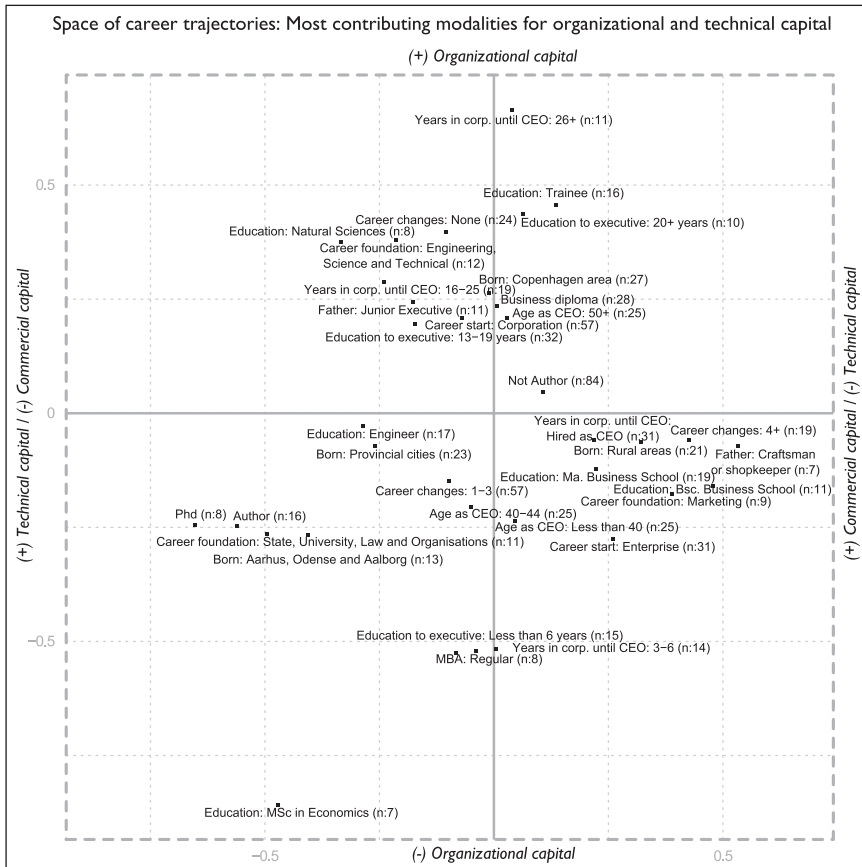 Space of career trajectories: Most contributing modalities for organizational and technical capital
(+) Organizational capital
Years in corp. until CEO: 26+ (n:11)
0.5
Education: Trainee (n:16)
Career changes: None (n:24)
Education to executive: 20+ years (n:10)
Education: Natural Sciences (n:8)
Career foundation: Engineering,
Science and Technical (n:12)
Born: Copenhagen area (n:27)
Years in corp. until CEO: 16−25 (n:19)
Business diploma (n:28)
Father: Junior Executive (n:11)
Age as CEO: 50+ (n:25)
Career start: Corporation (n:57)
Education to executive: 13−19 years (n:32)
Not Author (n:84)
(+) Technical capital / (-) Commercial capital
(+) Commercial capital / (-) Technical capital
0
Years in corp. until CEO:
Hired as CEO (n:31)
Career changes: 4+ (n:19)
Education: Engineer (n:17)
Born: Rural areas (n:21)
Born: Provincial cities (n:23)
Father: Craftsman
or shopkeeper (n:7)
Education: Ma. Business School (n:19)
Career changes: 1−3 (n:57)
Education: Bsc. Business School (n:11)
Career foundation: Marketing (n:9)
Phd (n:8)
Author (n:16)
Age as CEO: 40−44 (n:25)
Age as CEO: Less than 40 (n:25)
Career foundation: State, University, Law and Organisations (n:11)
Career start: Enterprise (n:31)
Born: Aarhus, Odense and Aalborg (n:13)
−0.5
Education to executive: Less than 6 years (n:15)
Years in corp. until CEO: 3−6 (n:14)
MBA: Regular (n:8)
Education: MSc in Economics (n:7)
−0.5
(-) Organizational capital
0.5